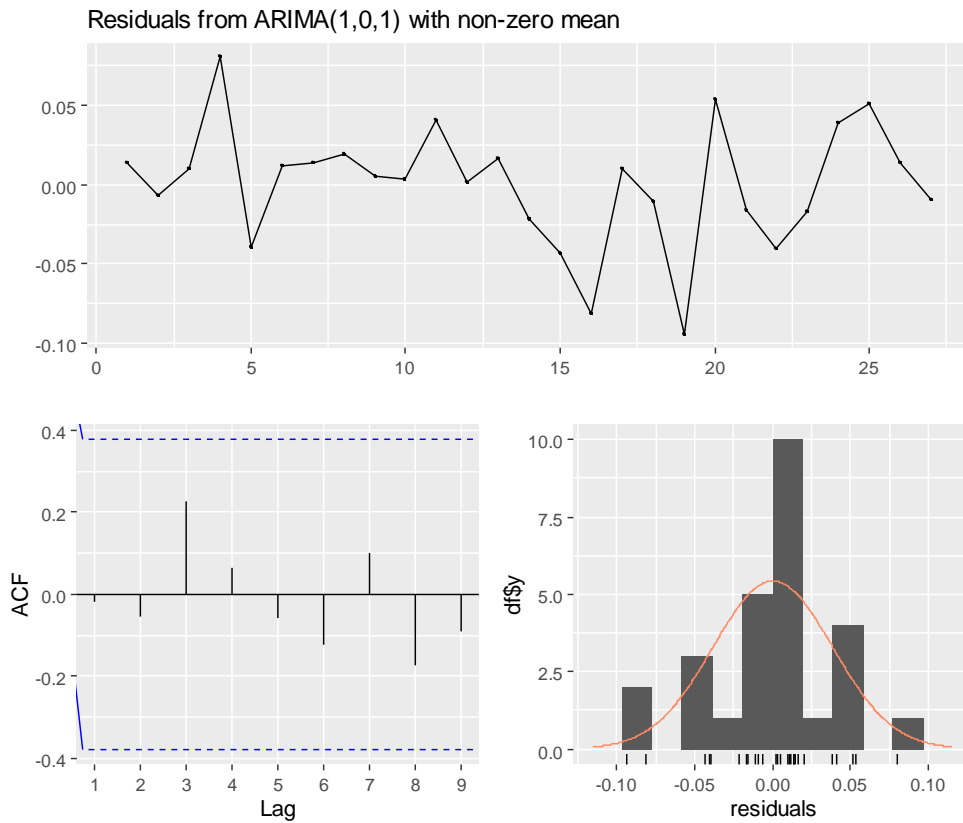 Residuals from ARIMA(1,0,1) with non-zero mean
0.05
0.00
-0.05
-0.10
0 5 10 15 20 25
ACF
0.4
0.2
0.0
-0.2
-0.4
1 2 3 4 5 6 7 8 9
Lag
df$y
10.0
7.5
5.0
2.5
0.0
-0.10 -0.05 0.00 0.05 0.10
residuals